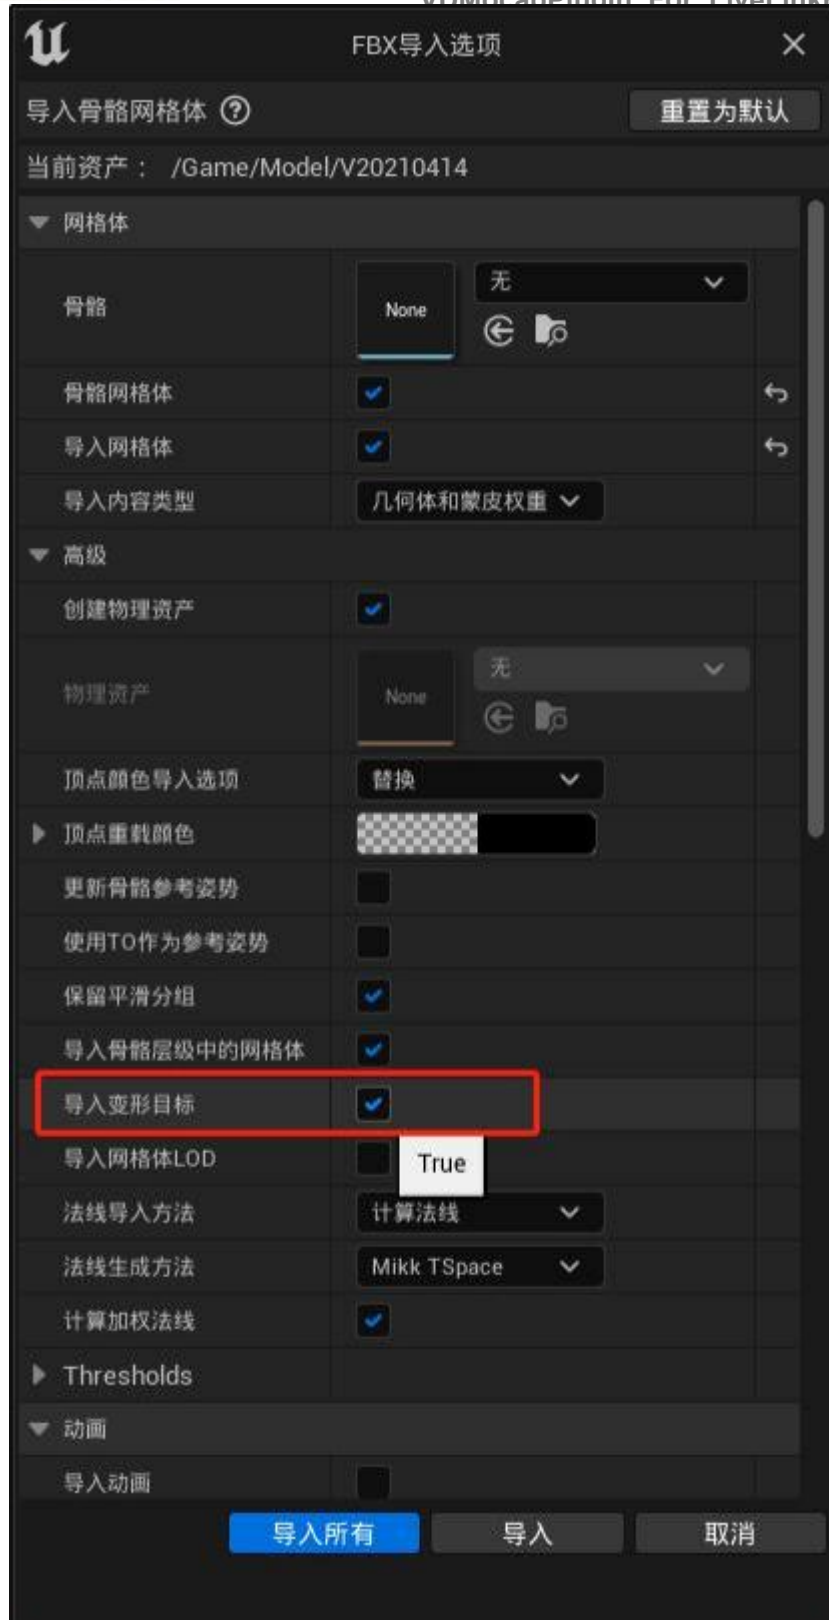 FBX导入选项
导入骨骼网格体
重置为默认
当前资产： /Game/Model/V20210414
网格体
骨骼
None
无
骨骼网格体
导入网格体
导入内容类型
几何体和蒙皮权重
高级
创建物理资产
物理资产
None
无
顶点颜色导入选项
替换
顶点重载颜色
更新骨骼参考姿势
使用T0作为参考姿势
保留平滑分组
导入骨骼层级中的网格体
导入变形目标
导入网格体LOD
True
法线导入方法
计算法线
法线生成方法
Mikk TSpace
计算加权法线
Thresholds
动画
导入动画
导入所有
导入
取消